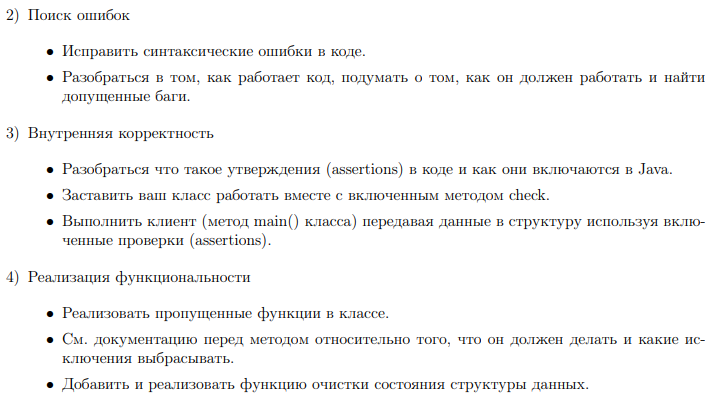 2) Поиск ошибок
• Исправить синтаксические ошибки в коде.
• Разобраться в том, как работает код, подумать о том, как он должен работать и найти
допущенные баги.
3) Внутренняя корректность
• Разобраться что такое утверждения (assertions) в коде и как они включаются в Java.
• Заставить ваш класс работать вместе с включенным методом check.
• Выполнить клиент (метод main() класса) передавая данные в структуру используя вклю-
ченные проверки (assertions).
4) Реализация функциональности
• Реализовать пропущенные функции в классе.
• См. документацию перед методом относительно того, что он должен делать и какие ис-
ключения выбрасывать.
• Добавить и реализовать функцию очистки состояния структуры данных.